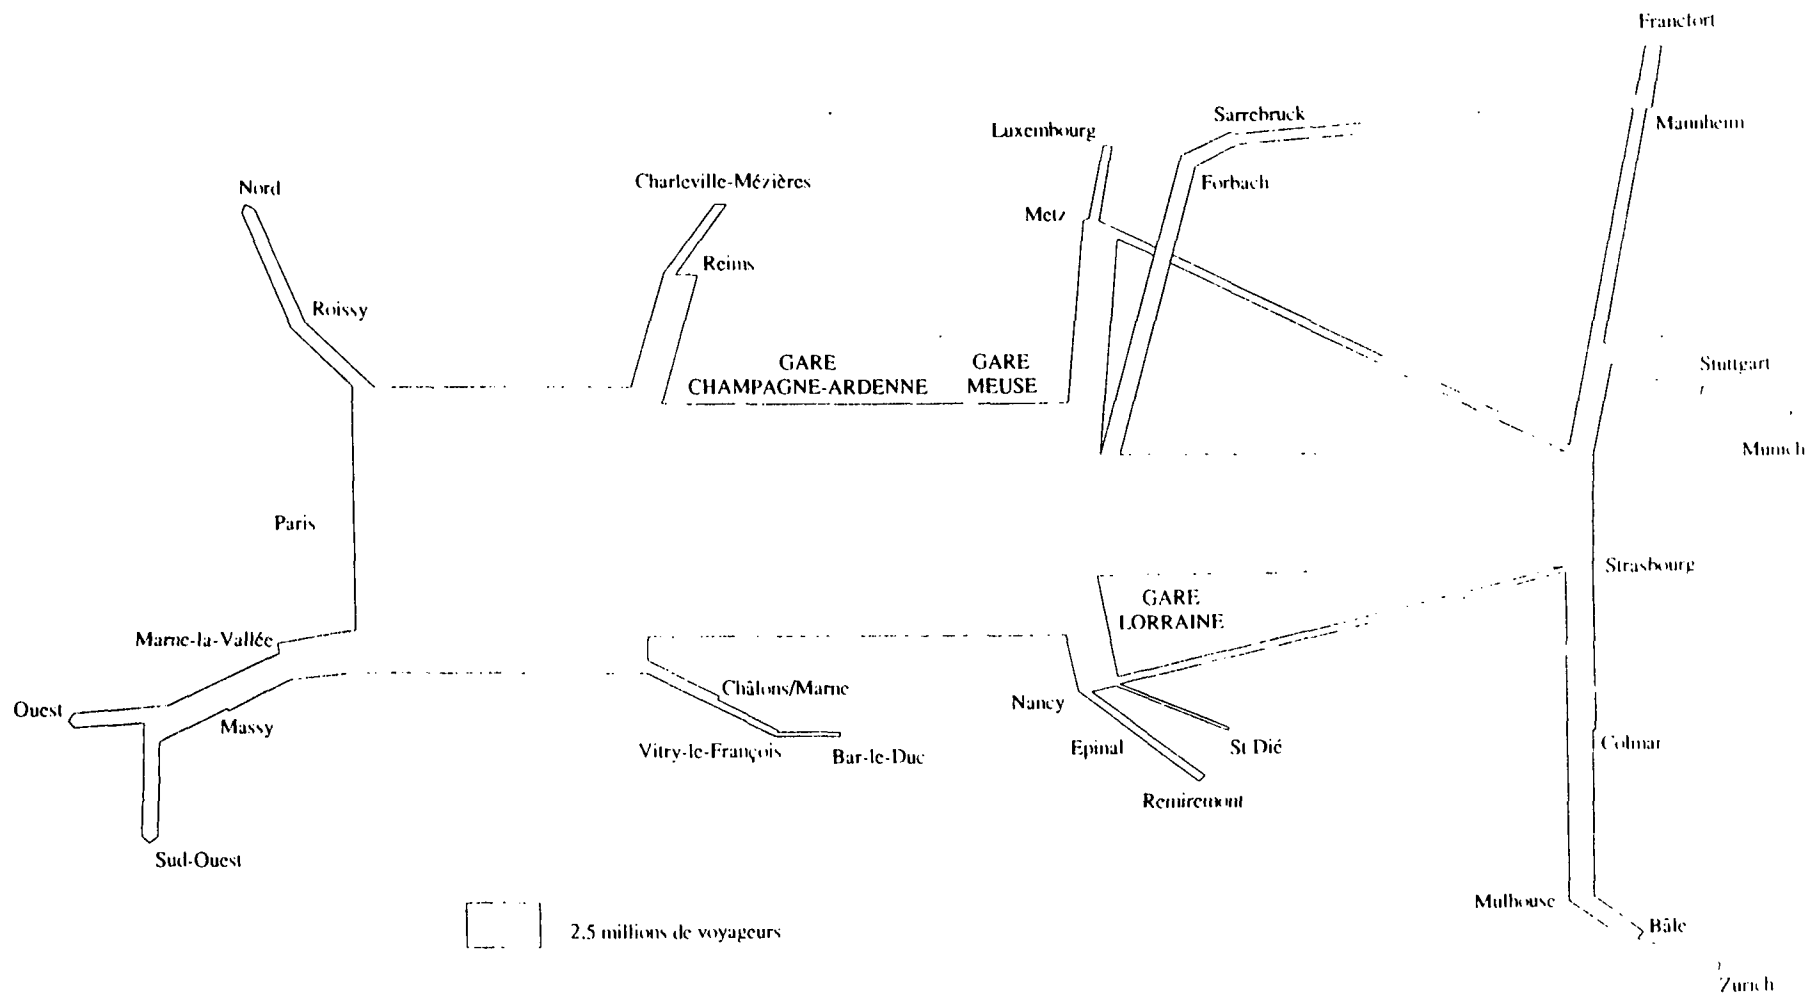 Francfort
Mannheim
Sarrebruck
Luxembourg
Forbach
Charleville-Mézières
Nord
Metz
Reims
Roissy
GARE
CHAMPAGNE-ARDENNE
GARE
MEUSE
Stuttgart
Munich
Paris
Strasbourg
GARE
LORRAINE
Marne-la-Vallée
Châlons/Marne
Nancy
Ouest
Massy
Vitry-le-François
Bar-le-Duc
Epinal
St Dié
Colmar
Remiremont
Sud-Ouest
Mulhouse
Bâle
2.5 millions de voyageurs
Zurich